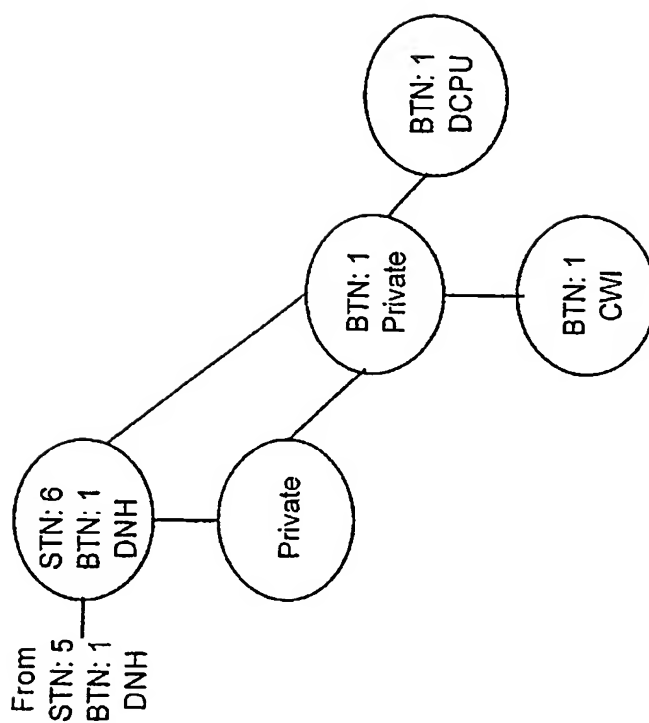 From
STN: 5
BTN: 1
DNH
STN: 6
BTN: 1
DNH
Private
BTN: 1
Private
BTN: 1
DCPU
BTN: 1
CWI